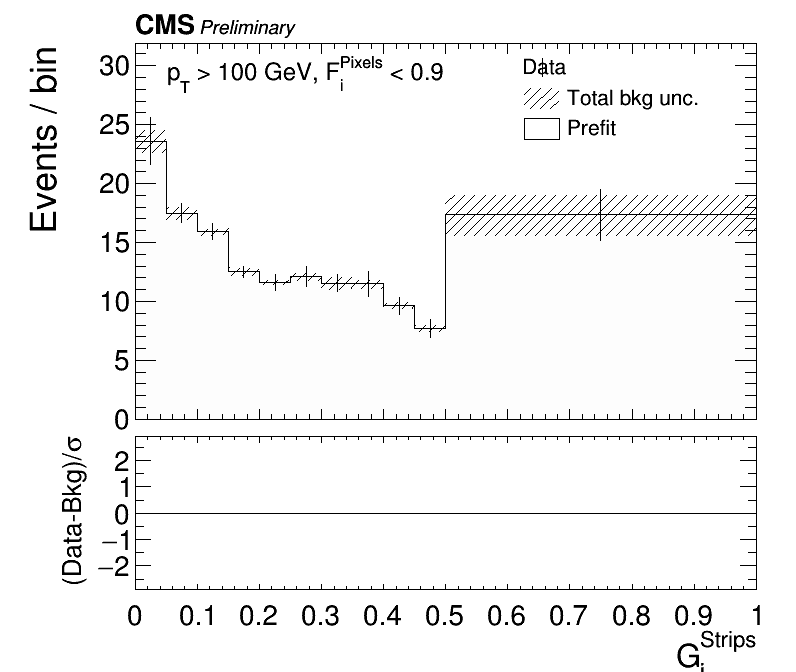 CMS Preliminary
p_T > 100 GeV, F_i^Pixels < 0.9
Data
Total bkg unc.
Prefit
Events / bin
30
25
20
15
10
5
0
(Data-Bkg)/σ
2
1
0
−1
−2
0 0.1 0.2 0.3 0.4 0.5 0.6 0.7 0.8 0.9 1
G_i^Strips